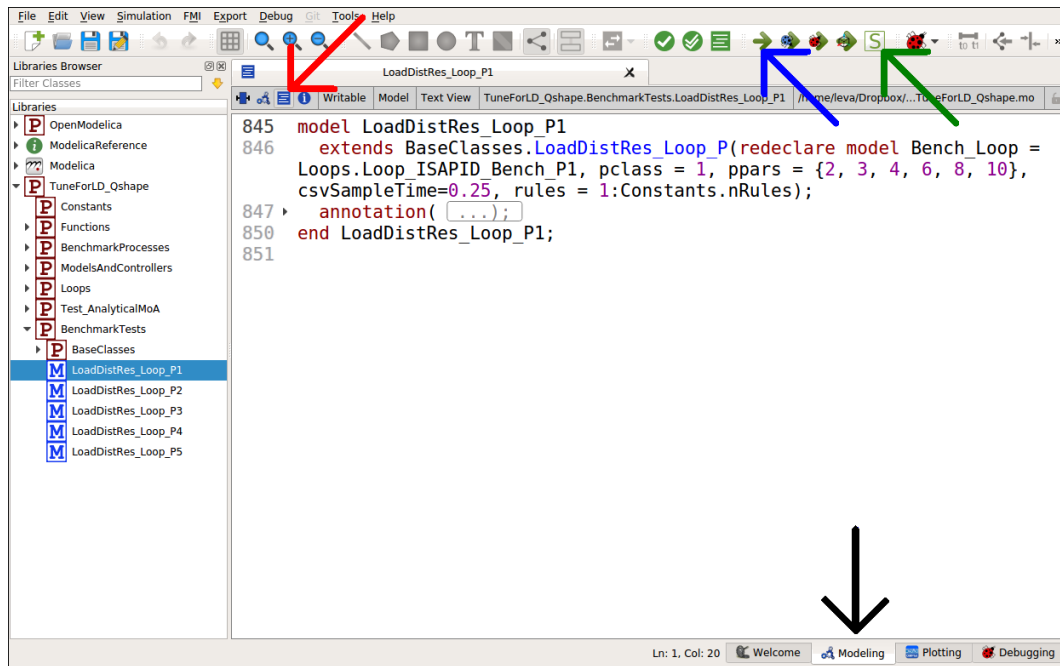 File Edit View Simulation FMI Export Debug Git Tools Help
T S to t₁ »
Libraries Browser
LoadDistRes_Loop_P1 X
Filter Classes
Writable Model Text View TuneForLD_Qshape.BenchmarkTests.LoadDistRes_Loop_P1 /home/leva/Dropbox/...TuneForLD_Qshape.mo
Libraries
P OpenModelica
i ModelicaReference
Modelica
P TuneForLD_Qshape
P Constants
P Functions
P BenchmarkProcesses
P ModelsAndControllers
P Loops
P Test_AnalyticalMoA
P BenchmarkTests
P BaseClasses
M LoadDistRes_Loop_P1
M LoadDistRes_Loop_P2
M LoadDistRes_Loop_P3
M LoadDistRes_Loop_P4
M LoadDistRes_Loop_P5
845 model LoadDistRes_Loop_P1
846 extends BaseClasses.LoadDistRes_Loop_P(redeclare model Bench_Loop =
Loops.Loop_ISAPID_Bench_P1, pclass = 1, ppars = {2, 3, 4, 6, 8, 10},
csvSampleTime=0.25, rules = 1:Constants.nRules);
847 annotation( ...);
850 end LoadDistRes_Loop_P1;
851
Ln: 1, Col: 20 Welcome Modeling Plotting Debugging